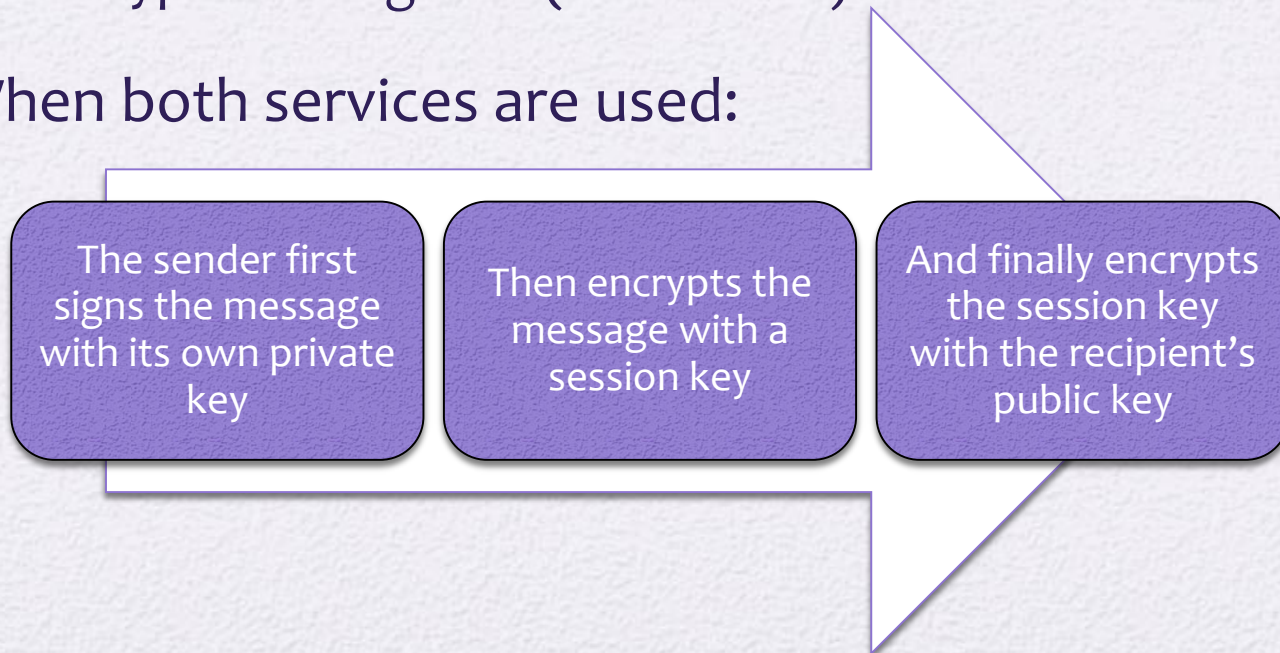 hen both services are used:
The sender first
signs the message
with its own private
key
Then encrypts the
message with a
session key
And finally encrypts
the session key
with the recipient’s
public key